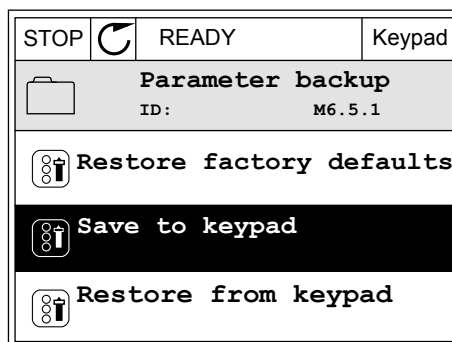 STOP READY Keypad
Parameter backup
ID: M6.5.1
Restore factory defaults
Save to keypad
Restore from keypad